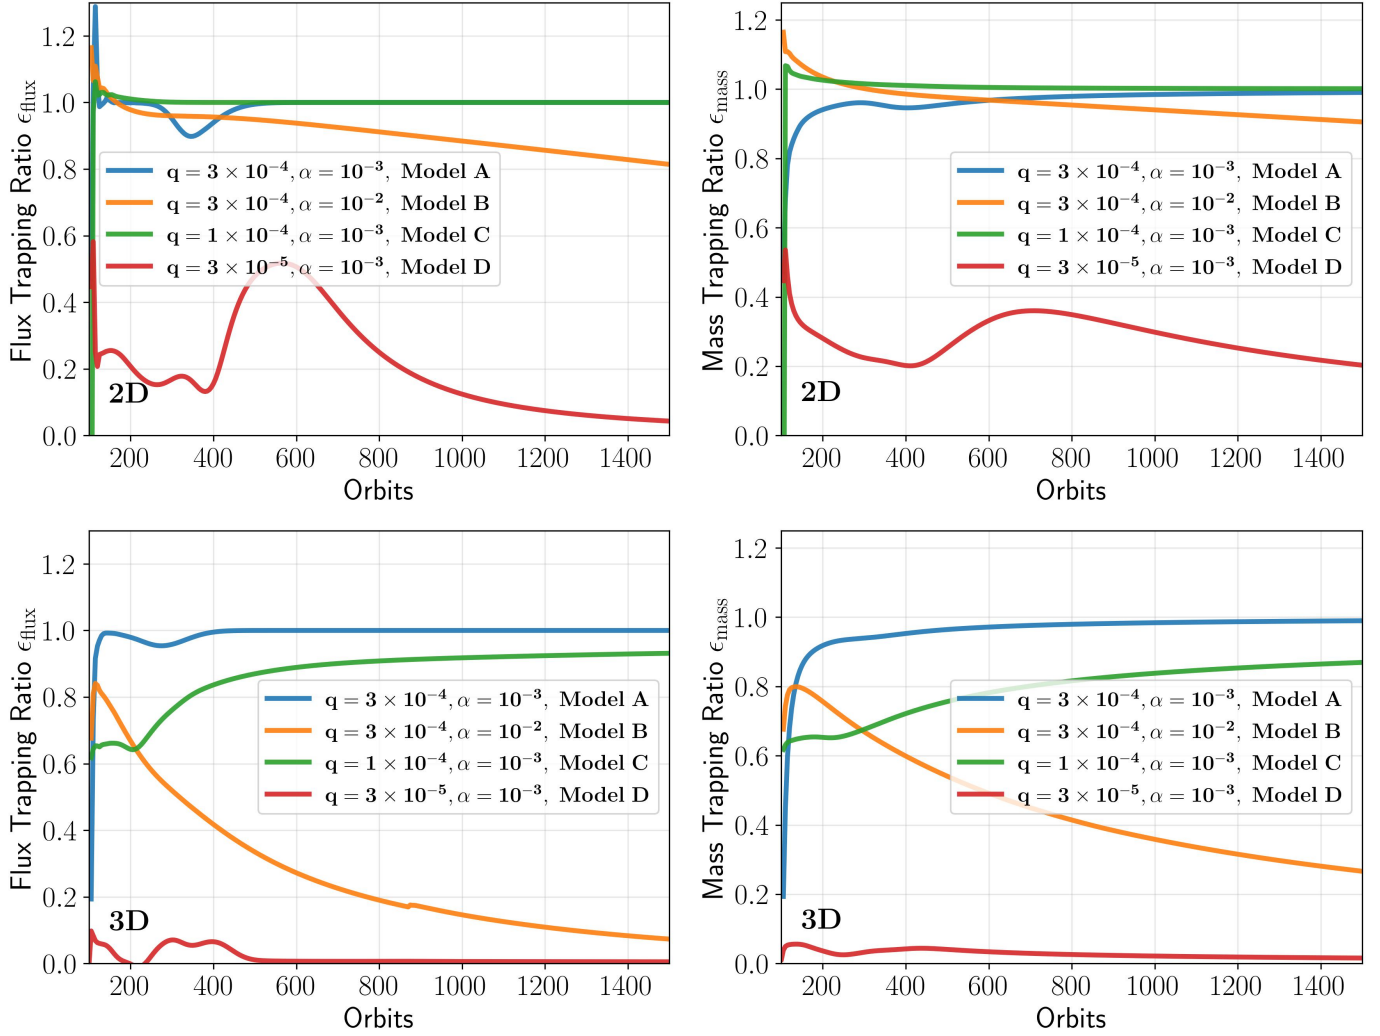 Flux Trapping Ratio ϵ_flux
1.2
1.0
0.8
0.6
0.4
0.2
0.0
q = 3 × 10⁻⁴, α = 10⁻³, Model A
q = 3 × 10⁻⁴, α = 10⁻², Model B
q = 1 × 10⁻⁴, α = 10⁻³, Model C
q = 3 × 10⁻⁵, α = 10⁻³, Model D
2D
200 400 600 800 1000 1200 1400
Orbits
Mass Trapping Ratio ϵ_mass
1.2
1.0
0.8
0.6
0.4
0.2
0.0
q = 3 × 10⁻⁴, α = 10⁻³, Model A
q = 3 × 10⁻⁴, α = 10⁻², Model B
q = 1 × 10⁻⁴, α = 10⁻³, Model C
q = 3 × 10⁻⁵, α = 10⁻³, Model D
2D
200 400 600 800 1000 1200 1400
Orbits
Flux Trapping Ratio ϵ_flux
1.2
1.0
0.8
0.6
0.4
0.2
0.0
q = 3 × 10⁻⁴, α = 10⁻³, Model A
q = 3 × 10⁻⁴, α = 10⁻², Model B
q = 1 × 10⁻⁴, α = 10⁻³, Model C
q = 3 × 10⁻⁵, α = 10⁻³, Model D
3D
200 400 600 800 1000 1200 1400
Orbits
Mass Trapping Ratio ϵ_mass
1.2
1.0
0.8
0.6
0.4
0.2
0.0
q = 3 × 10⁻⁴, α = 10⁻³, Model A
q = 3 × 10⁻⁴, α = 10⁻², Model B
q = 1 × 10⁻⁴, α = 10⁻³, Model C
q = 3 × 10⁻⁵, α = 10⁻³, Model D
3D
200 400 600 800 1000 1200 1400
Orbits